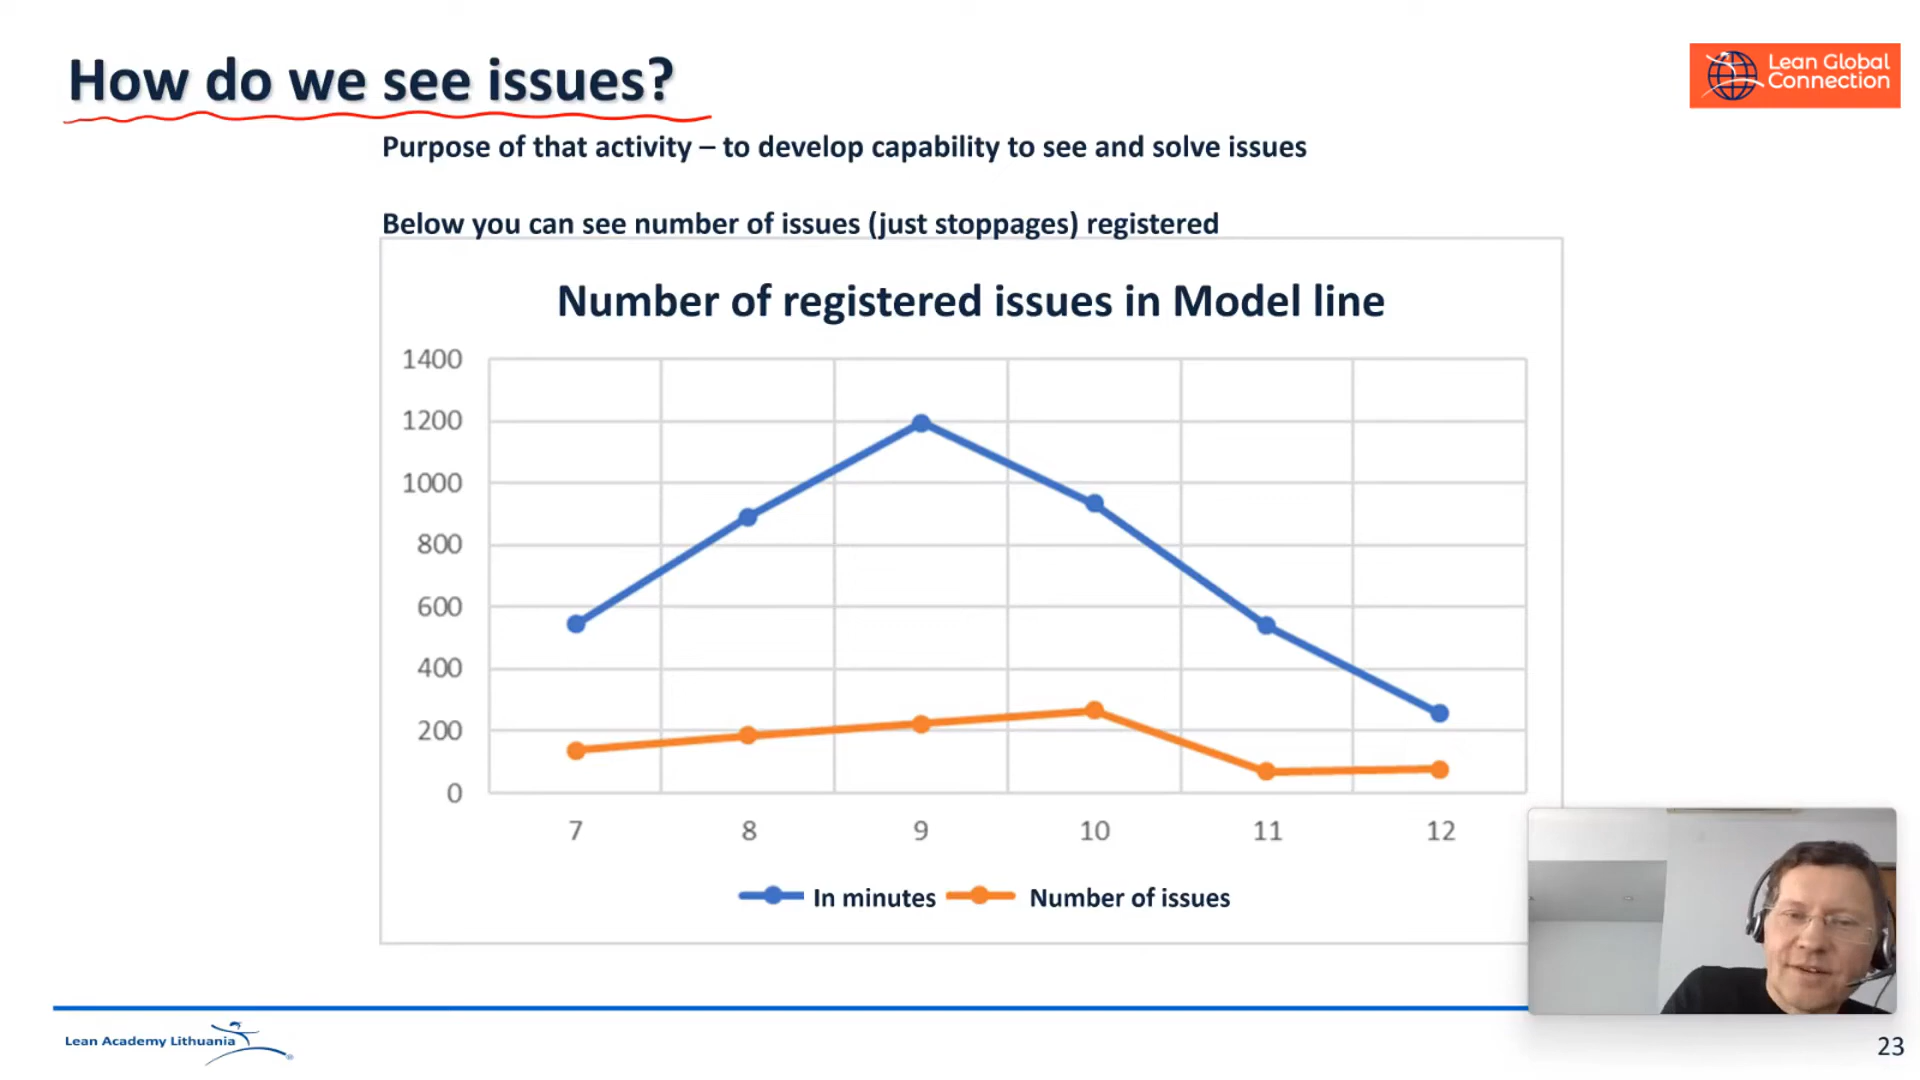 How do we see issues?
Lean Global
Connection
Purpose of that activity – to develop capability to see and solve issues
Below you can see number of issues (just stoppages) registered
Number of registered issues in Model line
1400
1200
1000
800
600
400
200
0
7 8 9 10 11 12
In minutes Number of issues
Lean Academy Lithuania
23